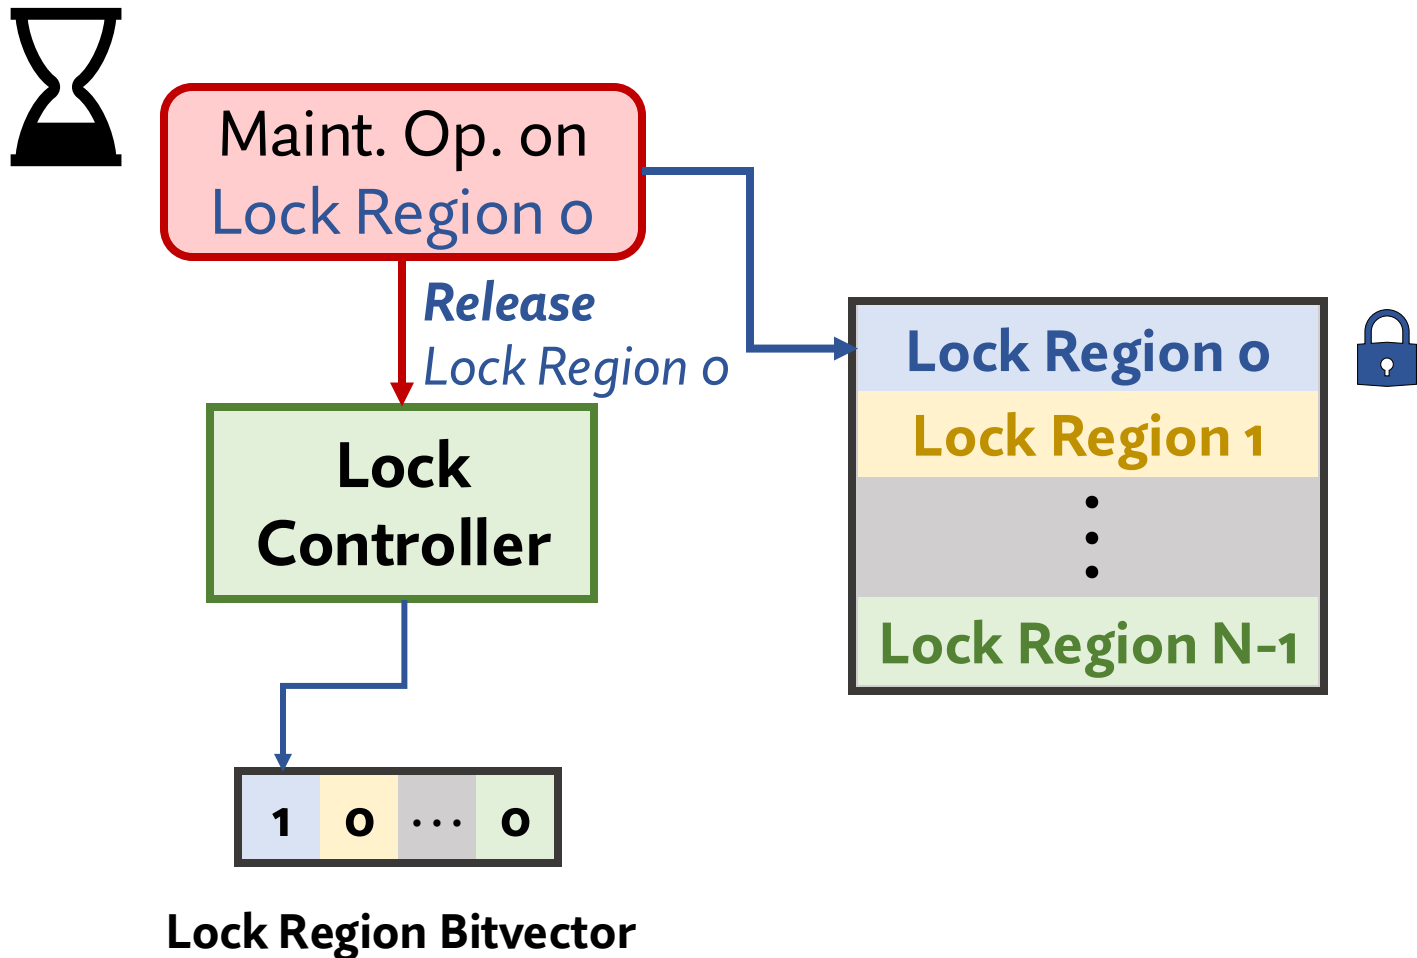 Maint. Op. on
Lock Region 0
Release
Lock Region 0
Lock
Controller
Lock Region 0
Lock Region 1
Lock Region N-1
1 0 ... 0
Lock Region Bitvector